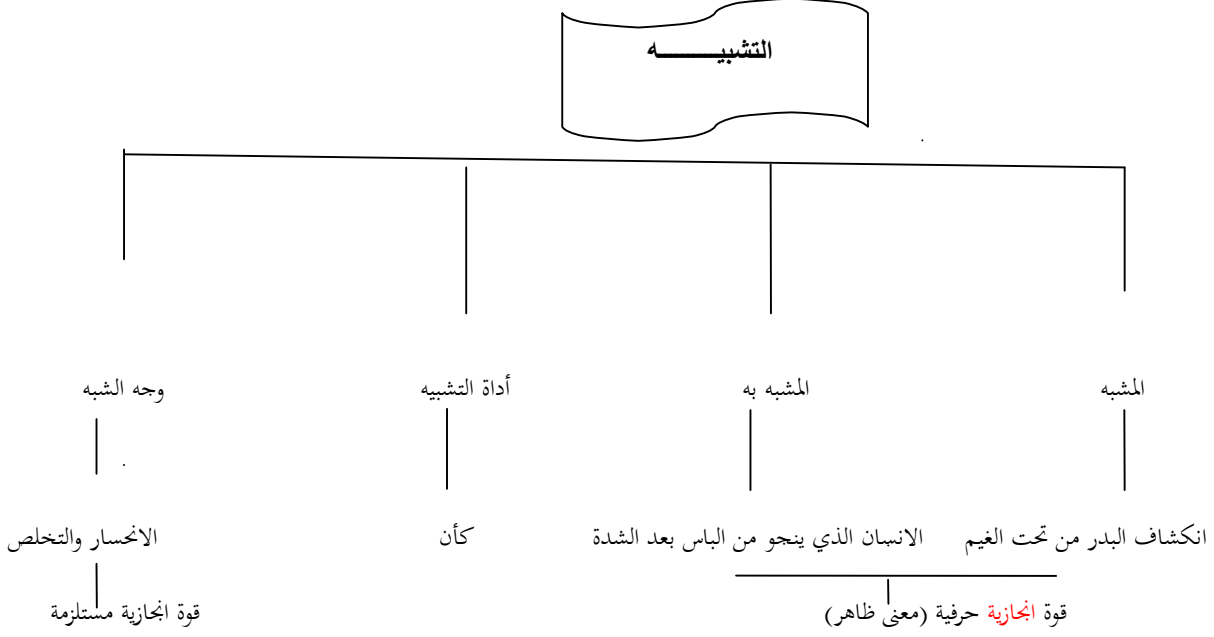 التشبيـــــــــــه
المشبه
المشبه به
أداة التشبيه
وجه الشبه
انكشاف البدر من تحت الغيم
الانسان الذي ينجو من الباس بعد الشدة
كأن
الانحسار والتخلص
قوة انجازية حرفية (معنى ظاهر)
قوة انجازية مستلزمة